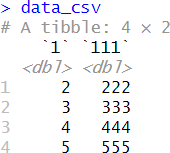 > data_csv
# A tibble: 4 × 2
`1` `111`
<dbl> <dbl>
1 2 222
2 3 333
3 4 444
4 5 555